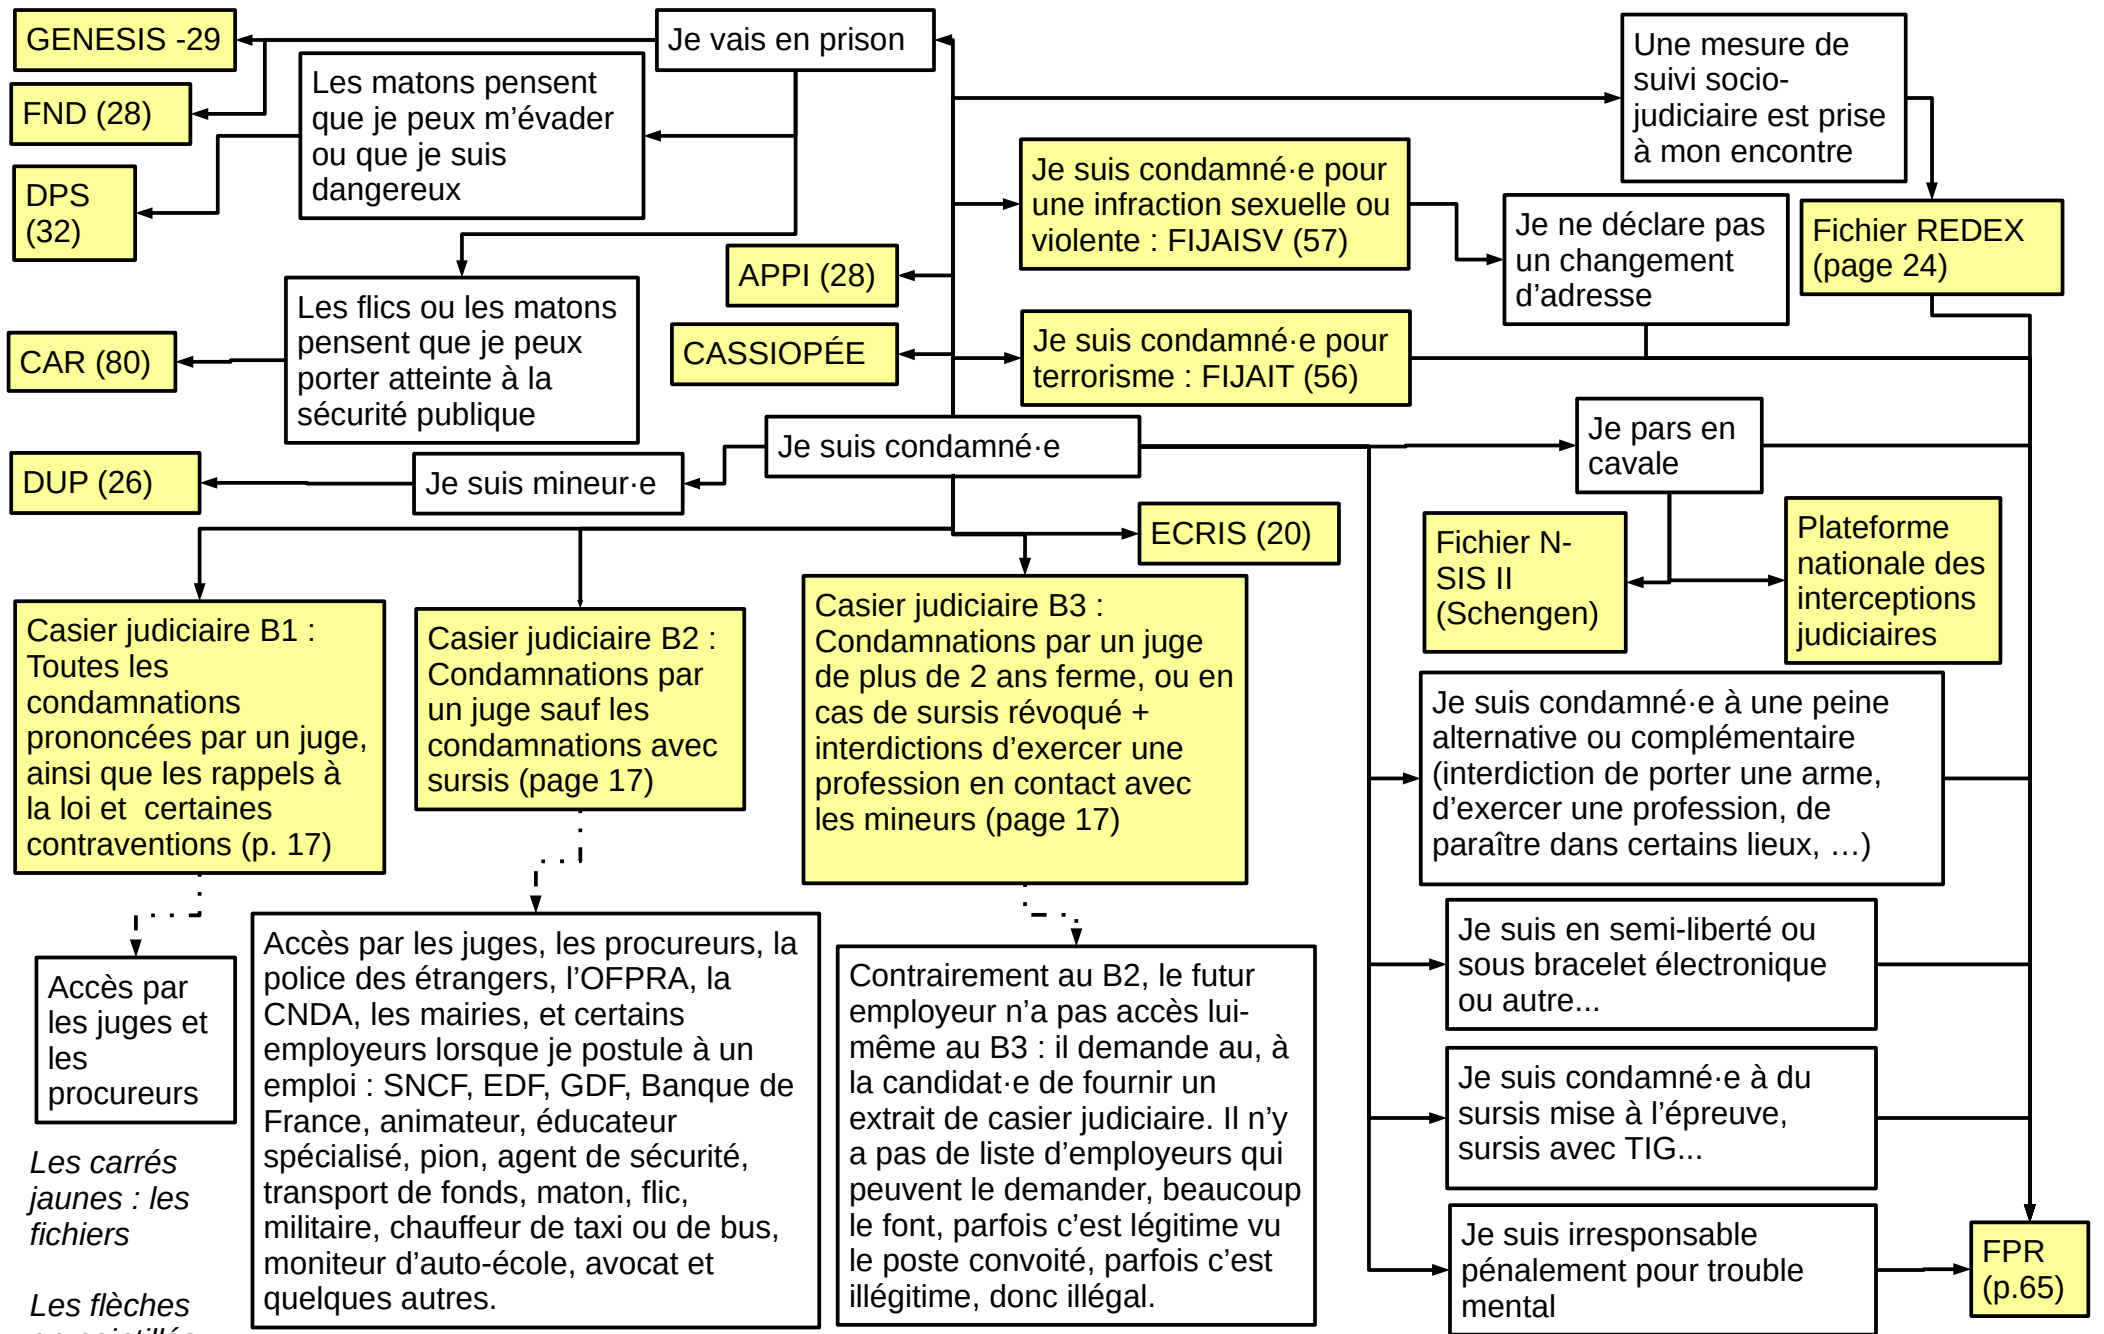 GENESIS -29
Je vais en prison
Une mesure de
suivi socio-
judiciaire est prise
à mon encontre
FND (28)
Les matons pensent
que je peux m’évader
ou que je suis
dangereux
DPS
(32)
Je suis condamné·e pour
une infraction sexuelle ou
violente : FIJAISV (57)
Je ne déclare pas
un changement
d’adresse
Fichier REDEX
(page 24)
APPI (28)
Les flics ou les matons
pensent que je peux
porter atteinte à la
sécurité publique
CAR (80)
CASSIOPÉE
Je suis condamné·e pour
terrorisme : FIJAIT (56)
Je suis condamné·e
Je pars en
cavale
DUP (26)
Je suis mineur·e
ECRIS (20)
Fichier N-
SIS II
(Schengen)
Plateforme
nationale des
interceptions
judiciaires
Casier judiciaire B1 :
Toutes les
condamnations
prononcées par un juge,
ainsi que les rappels à
la loi et  certaines
contraventions (p. 17)
Casier judiciaire B2 :
Condamnations par
un juge sauf les
condamnations avec
sursis (page 17)
Casier judiciaire B3 :
Condamnations par un juge
de plus de 2 ans ferme, ou en
cas de sursis révoqué +
interdictions d’exercer une
profession en contact avec
les mineurs (page 17)
Je suis condamné·e à une peine
alternative ou complémentaire
(interdiction de porter une arme,
d’exercer une profession, de
paraître dans certains lieux, …)
Accès par
les juges et
les
procureurs
Accès par les juges, les procureurs, la
police des étrangers, l’OFPRA, la
CNDA, les mairies, et certains
employeurs lorsque je postule à un
emploi : SNCF, EDF, GDF, Banque de
France, animateur, éducateur
spécialisé, pion, agent de sécurité,
transport de fonds, maton, flic,
militaire, chauffeur de taxi ou de bus,
moniteur d’auto-école, avocat et
quelques autres.
Contrairement au B2, le futur
employeur n’a pas accès lui-
même au B3 : il demande au, à
la candidat·e de fournir un
extrait de casier judiciaire. Il n’y
a pas de liste d’employeurs qui
peuvent le demander, beaucoup
le font, parfois c’est légitime vu
le poste convoité, parfois c’est
illégitime, donc illégal.
Je suis en semi-liberté ou
sous bracelet électronique
ou autre...
Je suis condamné·e à du
sursis mise à l’épreuve,
sursis avec TIG...
Je suis irresponsable
pénalement pour trouble
mental
FPR
(p.65)
Les carrés
jaunes : les
fichiers
Les flèches